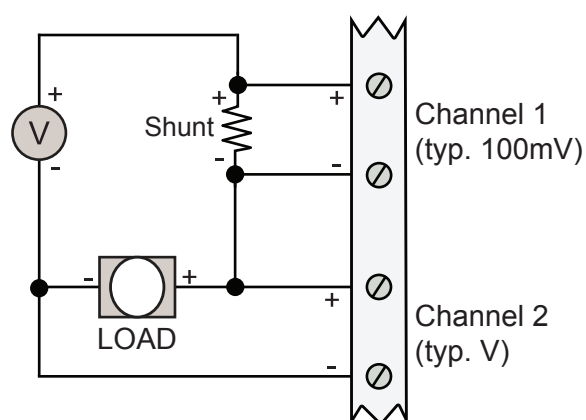 +
V
-
+
Shunt
-
+
-
Channel 1
(typ. 100mV)
-
+
LOAD
+
-
Channel 2
(typ. V)